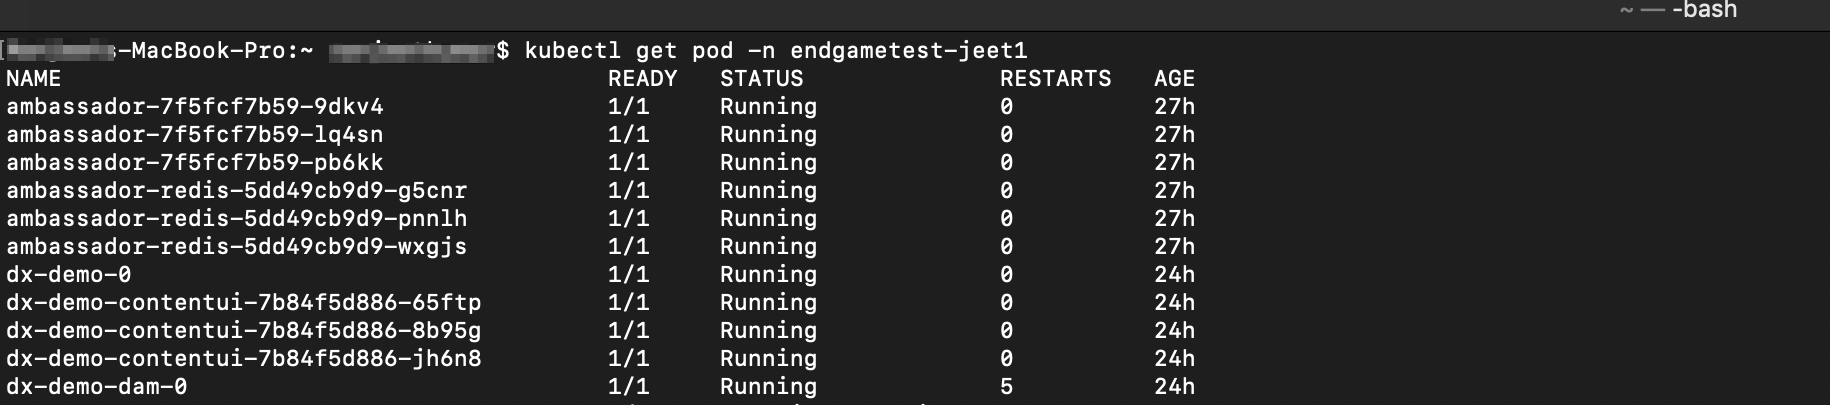 ~ — -bash
s-MacBook-Pro:~ $ kubectl get pod -n endgametest-jeet1
NAME READY STATUS RESTARTS AGE
ambassador-7f5fcf7b59-9dkv4 1/1 Running 0 27h
ambassador-7f5fcf7b59-lq4sn 1/1 Running 0 27h
ambassador-7f5fcf7b59-pb6kk 1/1 Running 0 27h
ambassador-redis-5dd49cb9d9-g5cnr 1/1 Running 0 27h
ambassador-redis-5dd49cb9d9-pnnlh 1/1 Running 0 27h
ambassador-redis-5dd49cb9d9-wxgjs 1/1 Running 0 27h
dx-demo-0 1/1 Running 0 24h
dx-demo-contentui-7b84f5d886-65ftp 1/1 Running 0 24h
dx-demo-contentui-7b84f5d886-8b95g 1/1 Running 0 24h
dx-demo-contentui-7b84f5d886-jh6n8 1/1 Running 0 24h
dx-demo-dam-0 1/1 Running 5 24h